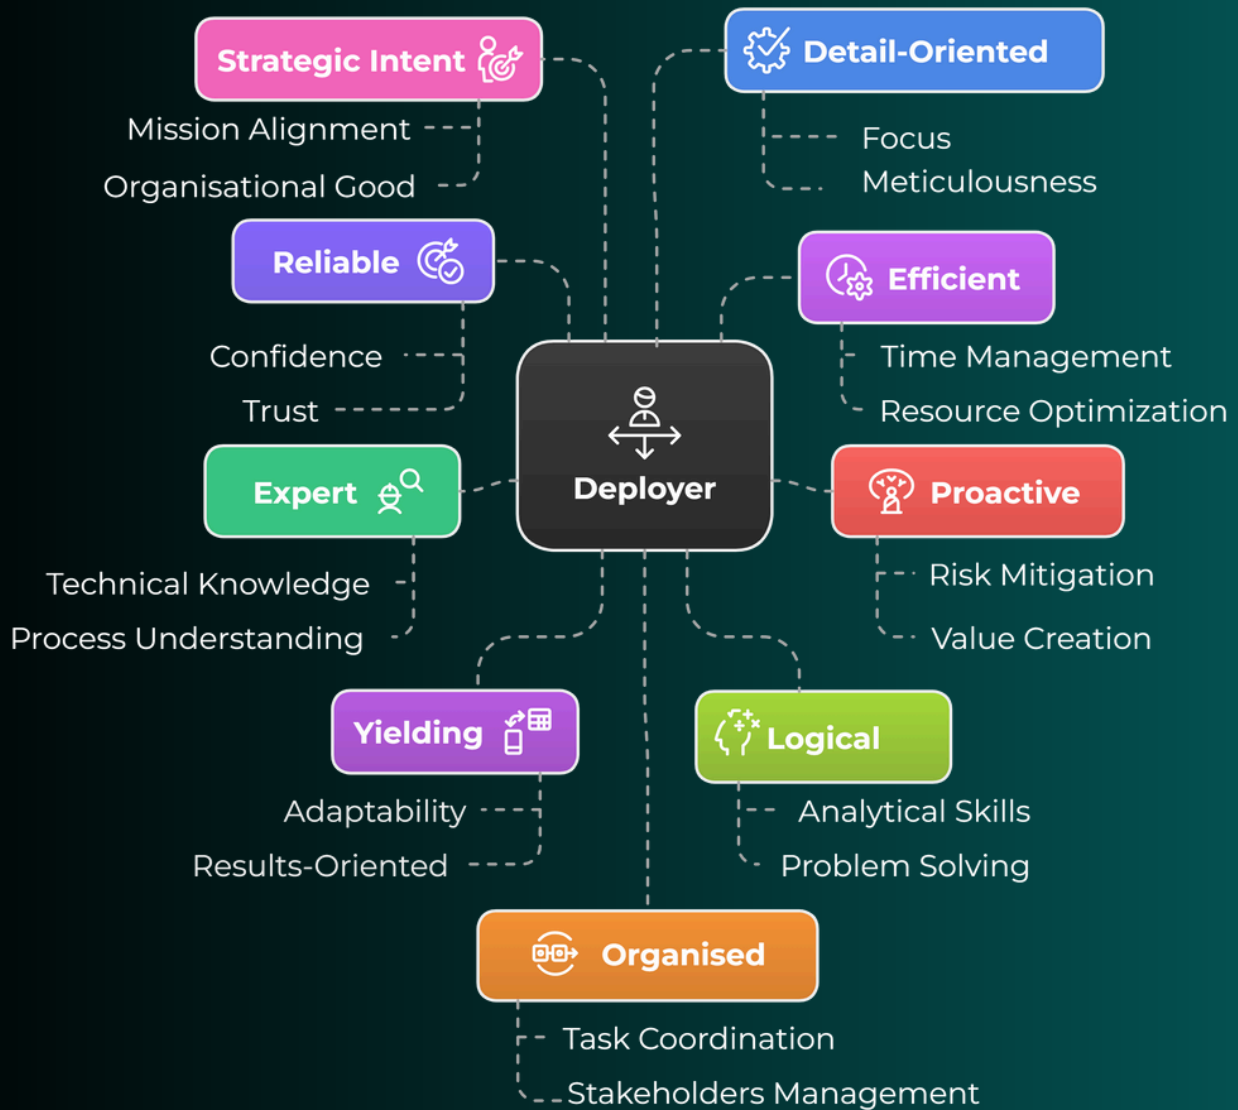 Strategic Intent
Mission Alignment
Organisational Good
Detail-Oriented
Focus
Meticulousness
Reliable
Confidence
Trust
Efficient
Time Management
Resource Optimization
Deployer
Expert
Technical Knowledge
Process Understanding
Proactive
Risk Mitigation
Value Creation
Yielding
Adaptability
Results-Oriented
Logical
Analytical Skills
Problem Solving
Organised
Task Coordination
Stakeholders Management